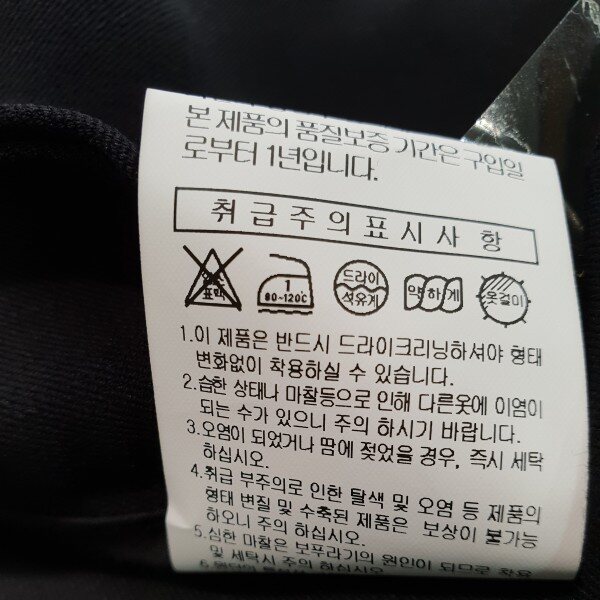 본 제품의 품질보증 기간은 구입일
로부터 1년입니다.
취급주의표시사항
표백
1
80~120℃
드라이
석유계
약하게
옷걸이
1.이 제품은 반드시 드라이크리닝하셔야 형태
변화없이 착용하실 수 있습니다.
2.습한 상태나 마찰등으로 인해 다른옷에 이염이
되는 수가 있으니 주의 하시기 바랍니다.
3.오염이 되었거나 땀에 젖었을 경우, 즉시 세탁
하십시오.
4.취급 부주의로 인한 탈색 및 오염 등 제품의
형태 변질 및 수축된 제품은 보상이 불가능
하오니 주의 하십시오.
5.심한 마찰은 보푸라기의 원인이 되므로 착용
및 세탁시 주의 하십시오
6.